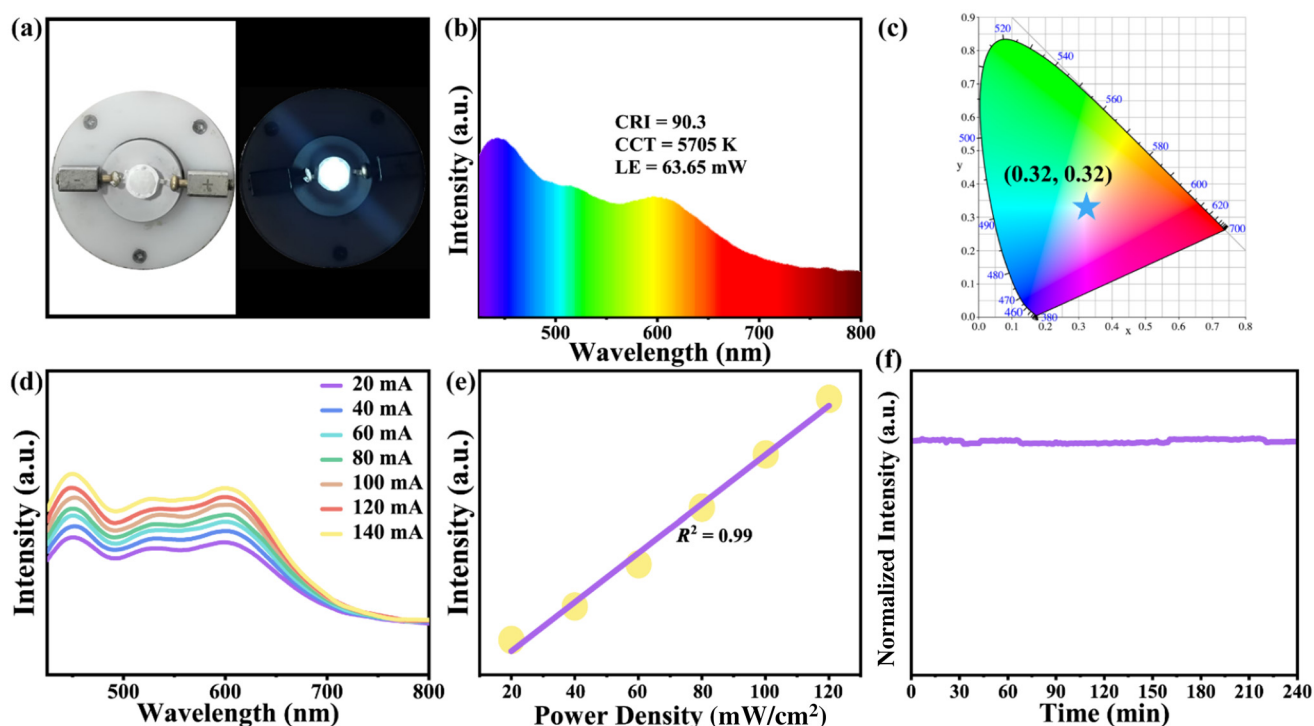 (a)
- +
(b)
Intensity (a.u.)
CRI = 90.3
CCT = 5705 K
LE = 63.65 mW
500 600 700 800
Wavelength (nm)
(c)
0.9
0.8
0.7
0.6
0.5
y
0.4
0.3
0.2
0.1
0.0
0.0 0.1 0.2 0.3 0.4 0.5 0.6 0.7 0.8
x
520
540
560
500
580
(0.32, 0.32)
600
620
490
700
480
470
460
380
(d)
Intensity (a.u.)
20 mA
40 mA
60 mA
80 mA
100 mA
120 mA
140 mA
500 600 700 800
Wavelength (nm)
(e)
Intensity (a.u.)
R² = 0.99
20 40 60 80 100 120
Power Density (mW/cm²)
(f)
Normalized Intensity (a.u.)
0 30 60 90 120 150 180 210 240
Time (min)